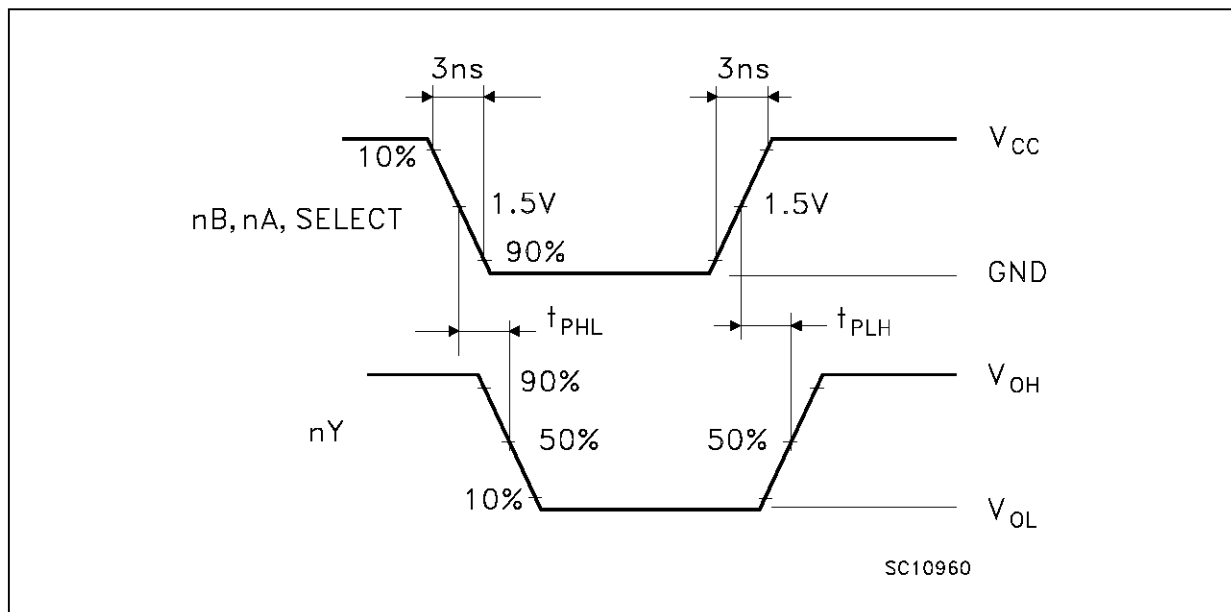 3ns 3ns
V_CC
10%
nB, nA, SELECT 1.5V 1.5V
90%
GND
t_PHL t_PLH
90% V_OH
nY 50% 50%
10%
V_OL
SC10960